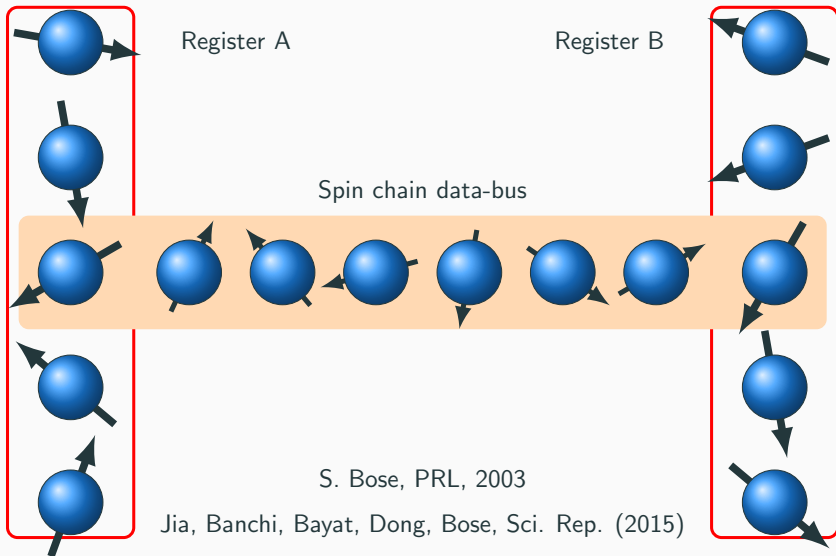 Register A
Register B
Spin chain data-bus
S. Bose, PRL, 2003
Jia, Banchi, Bayat, Dong, Bose, Sci. Rep. (2015)